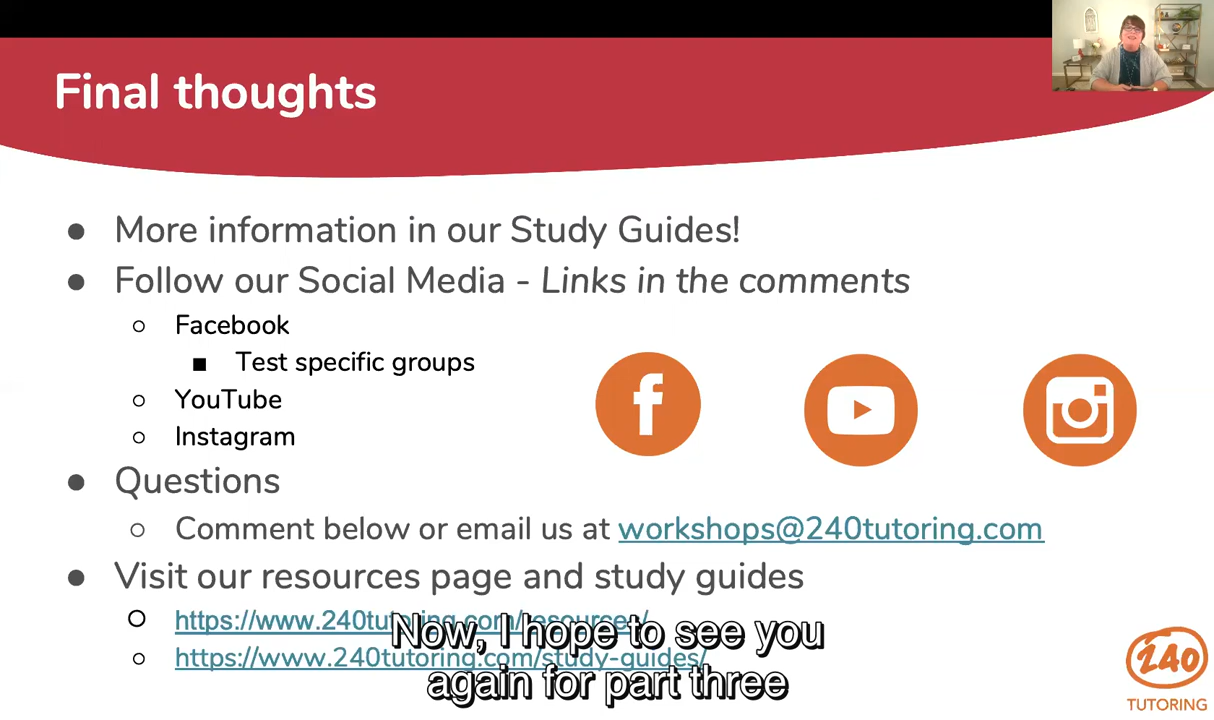 Final thoughts
● More information in our Study Guides!
● Follow our Social Media - Links in the comments
○ Facebook
■ Test specific groups
○ YouTube
○ Instagram
● Questions
○ Comment below or email us at workshops@240tutoring.com
● Visit our resources page and study guides
○ https://www.240tutoring.com/resources/
○ https://www.240tutoring.com/study-guides/
Now, I hope to see you
again for part three
240
TUTORING